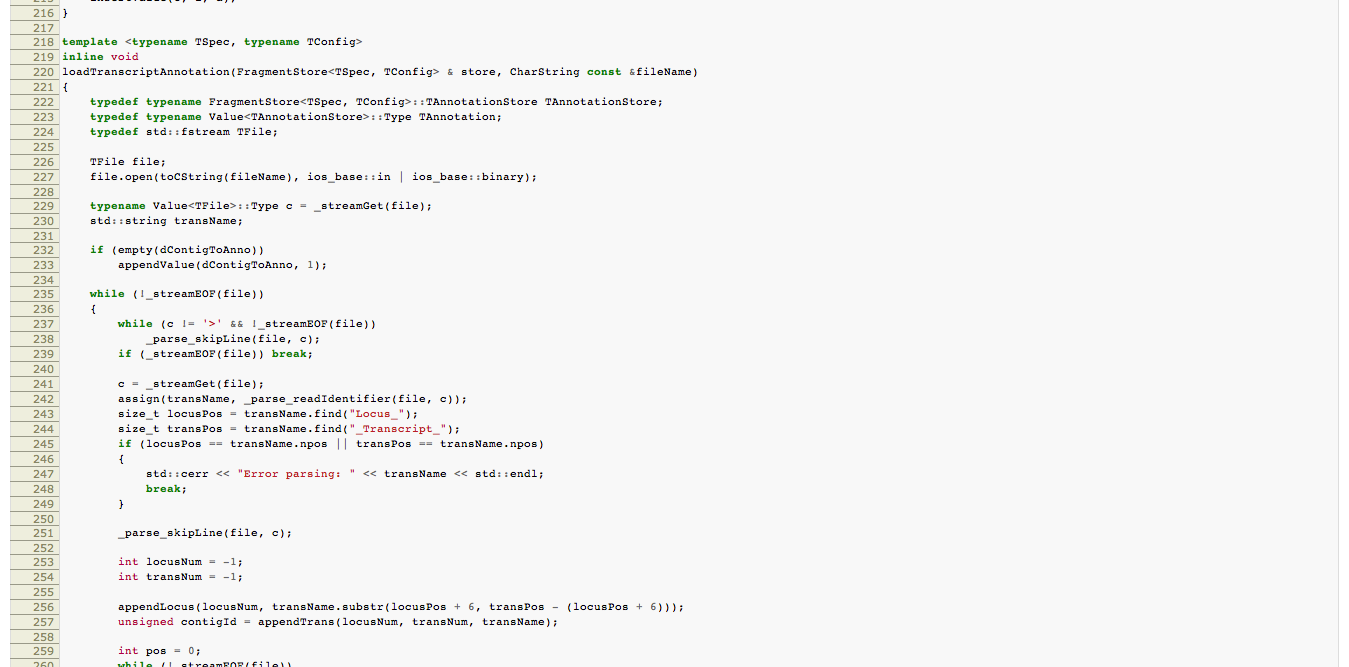 216 }
217
218 template <typename TSpec, typename TConfig>
219 inline void
220 loadTranscriptAnnotation(FragmentStore<TSpec, TConfig> & store, CharString const &fileName)
221 {
222     typedef typename FragmentStore<TSpec, TConfig>::TAnnotationStore TAnnotationStore;
223     typedef typename Value<TAnnotationStore>::Type TAnnotation;
224     typedef std::fstream TFile;
225
226     TFile file;
227     file.open(toCString(fileName), ios_base::in | ios_base::binary);
228
229     typename Value<TFile>::Type c = _streamGet(file);
230     std::string transName;
231
232     if (empty(dContigToAnno))
233         appendValue(dContigToAnno, 1);
234
235     while (!_streamEOF(file))
236     {
237         while (c != '>' && !_streamEOF(file))
238             _parse_skipLine(file, c);
239         if (_streamEOF(file)) break;
240
241         c = _streamGet(file);
242         assign(transName, _parse_readIdentifier(file, c));
243         size_t locusPos = transName.find("Locus_");
244         size_t transPos = transName.find("_Transcript_");
245         if (locusPos == transName.npos || transPos == transName.npos)
246         {
247             std::cerr << "Error parsing: " << transName << std::endl;
248             break;
249         }
250
251         _parse_skipLine(file, c);
252
253         int locusNum = -1;
254         int transNum = -1;
255
256         appendLocus(locusNum, transName.substr(locusPos + 6, transPos - (locusPos + 6)));
257         unsigned contigId = appendTrans(locusNum, transNum, transName);
258
259         int pos = 0;
260         while (!_streamEOF(file))